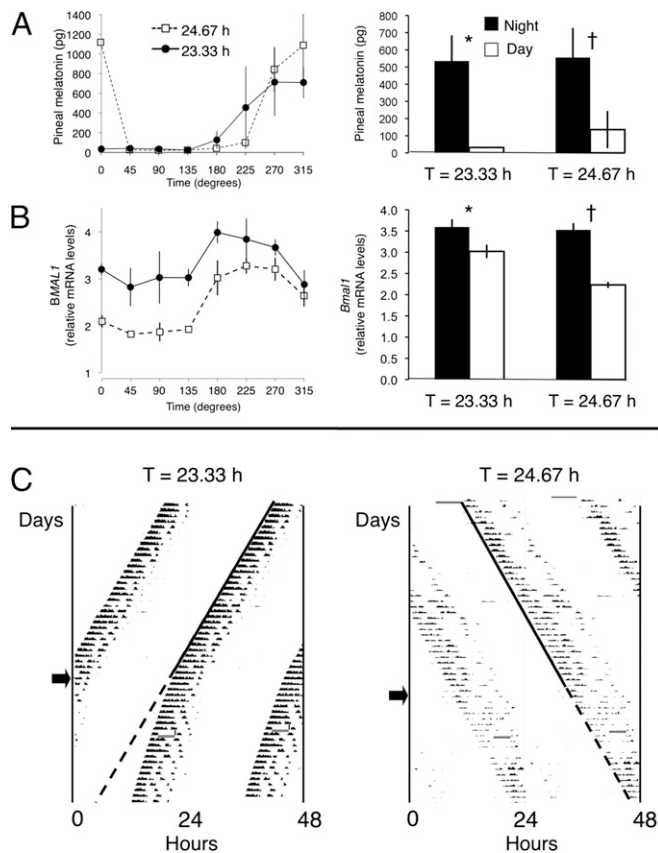 A
Pineal melatonin (pg)
1400
1200
1000
800
600
400
200
0
24.67 h
23.33 h
0 45 90 135 180 225 270 315
Time (degrees)
Pineal melatonin (pg)
800
700
600
500
400
300
200
100
0
* †
Night
Day
T = 23.33 h T = 24.67 h
B
BMAL1
(relative mRNA levels)
4
3
2
1
0 45 90 135 180 225 270 315
Time (degrees)
Bmal1
(relative mRNA levels)
4.0
3.5
3.0
2.5
2.0
1.5
1.0
0.5
0.0
* †
T = 23.33 h T = 24.67 h
C
T = 23.33 h
Days
0 24 48
Hours
T = 24.67 h
Days
0 24 48
Hours